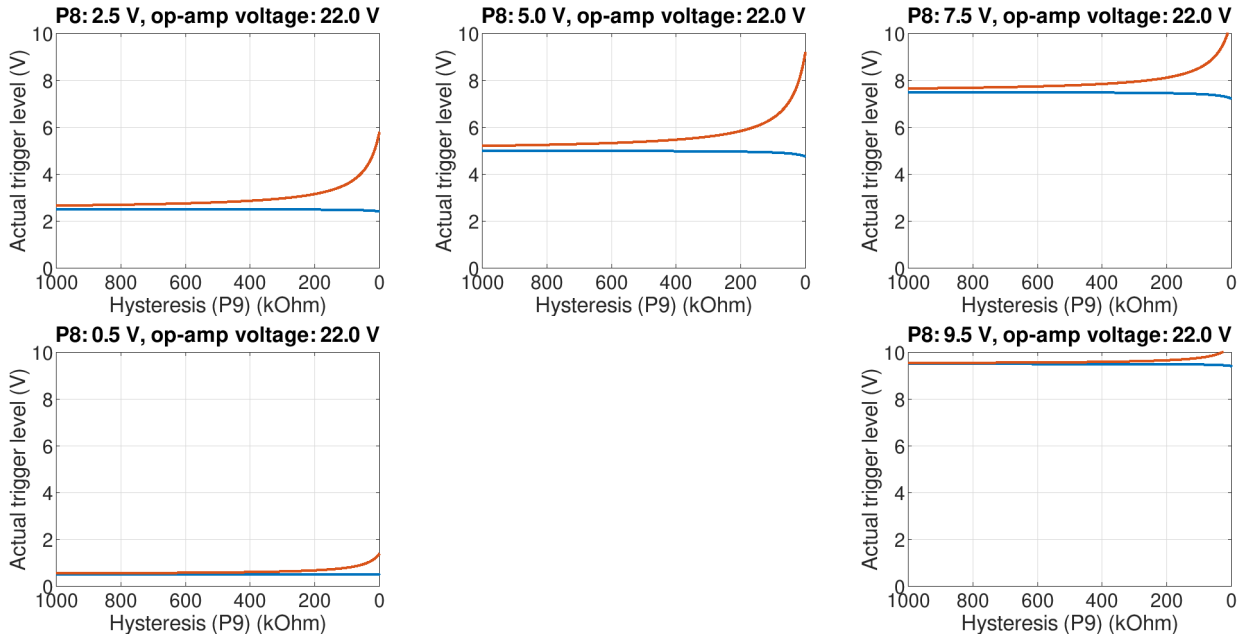 P8: 2.5 V, op-amp voltage: 22.0 V
10
8
6
4
2
0
Actual trigger level (V)
1000 800 600 400 200 0
Hysteresis (P9) (kOhm)
P8: 5.0 V, op-amp voltage: 22.0 V
10
8
6
4
2
0
Actual trigger level (V)
1000 800 600 400 200 0
Hysteresis (P9) (kOhm)
P8: 7.5 V, op-amp voltage: 22.0 V
10
8
6
4
2
0
Actual trigger level (V)
1000 800 600 400 200 0
Hysteresis (P9) (kOhm)
P8: 0.5 V, op-amp voltage: 22.0 V
10
8
6
4
2
0
Actual trigger level (V)
1000 800 600 400 200 0
Hysteresis (P9) (kOhm)
P8: 9.5 V, op-amp voltage: 22.0 V
10
8
6
4
2
0
Actual trigger level (V)
1000 800 600 400 200 0
Hysteresis (P9) (kOhm)